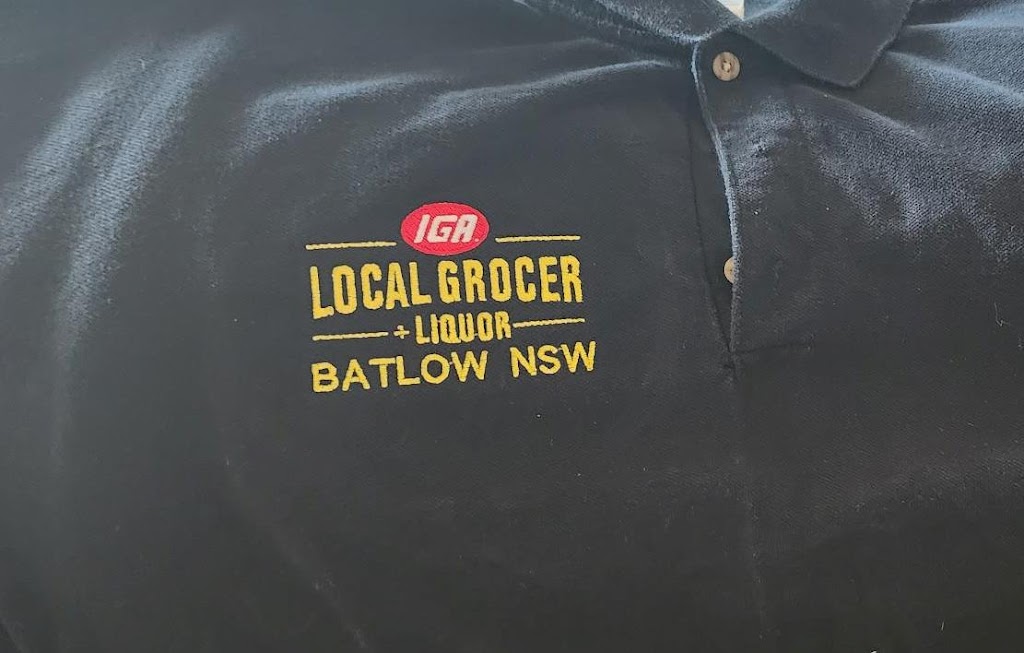 IGA
LOCAL GROCER
+ LIQUOR
BATLOW NSW